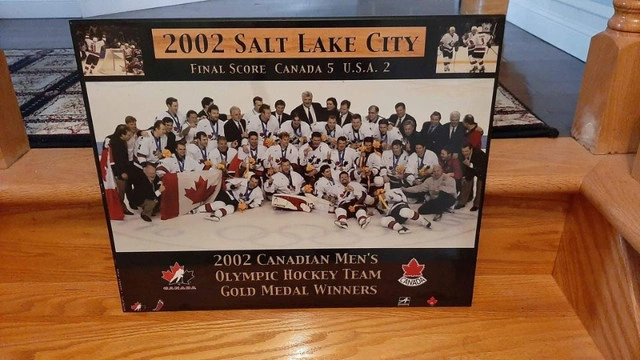 2002 Salt Lake City
Final Score Canada 5 U.S.A. 2
2002 Canadian Men's
Olympic Hockey Team
Gold Medal Winners
CANADA
CANADA